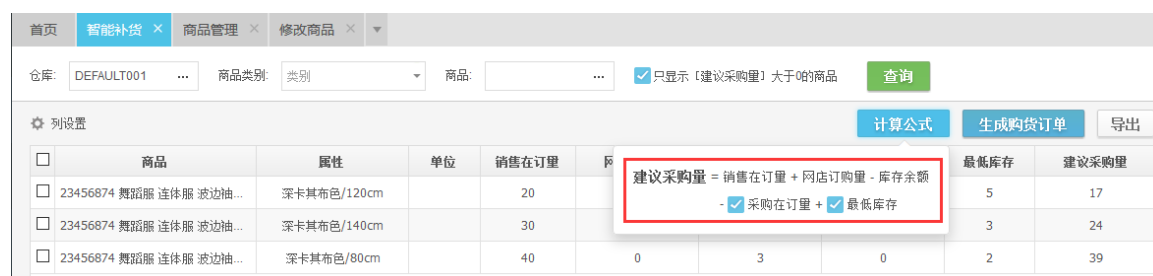 首页 智能补货 × 商品管理 × 修改商品 ×
仓库: DEFAULT001 ... 商品类别: 类别 商品: ... 只显示【建议采购量】大于0的商品 查询
列设置 计算公式 生成购货订单 导出
商品 属性 单位 销售在订量 最低库存 建议采购量
建议采购量 = 销售在订量 + 网店订购量 - 库存余额
- 采购在订量 + 最低库存
23456874 舞蹈服 连体服 波边袖... 深卡其布色/120cm 20 5 17
23456874 舞蹈服 连体服 波边袖... 深卡其布色/140cm 30 3 24
23456874 舞蹈服 连体服 波边袖... 深卡其布色/80cm 40 0 3 0 2 39